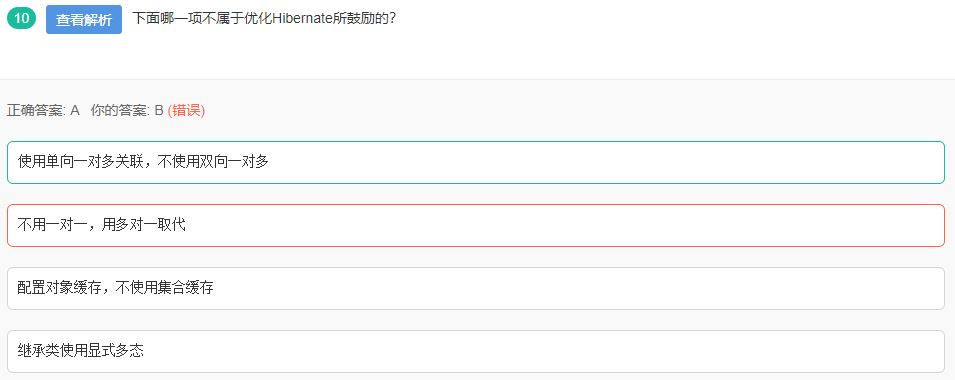 10 查看解析 下面哪一项不属于优化Hibernate所鼓励的？
正确答案: A 你的答案: B (错误)
使用单向一对多关联，不使用双向一对多
不用一对一，用多对一取代
配置对象缓存，不使用集合缓存
继承类使用显式多态